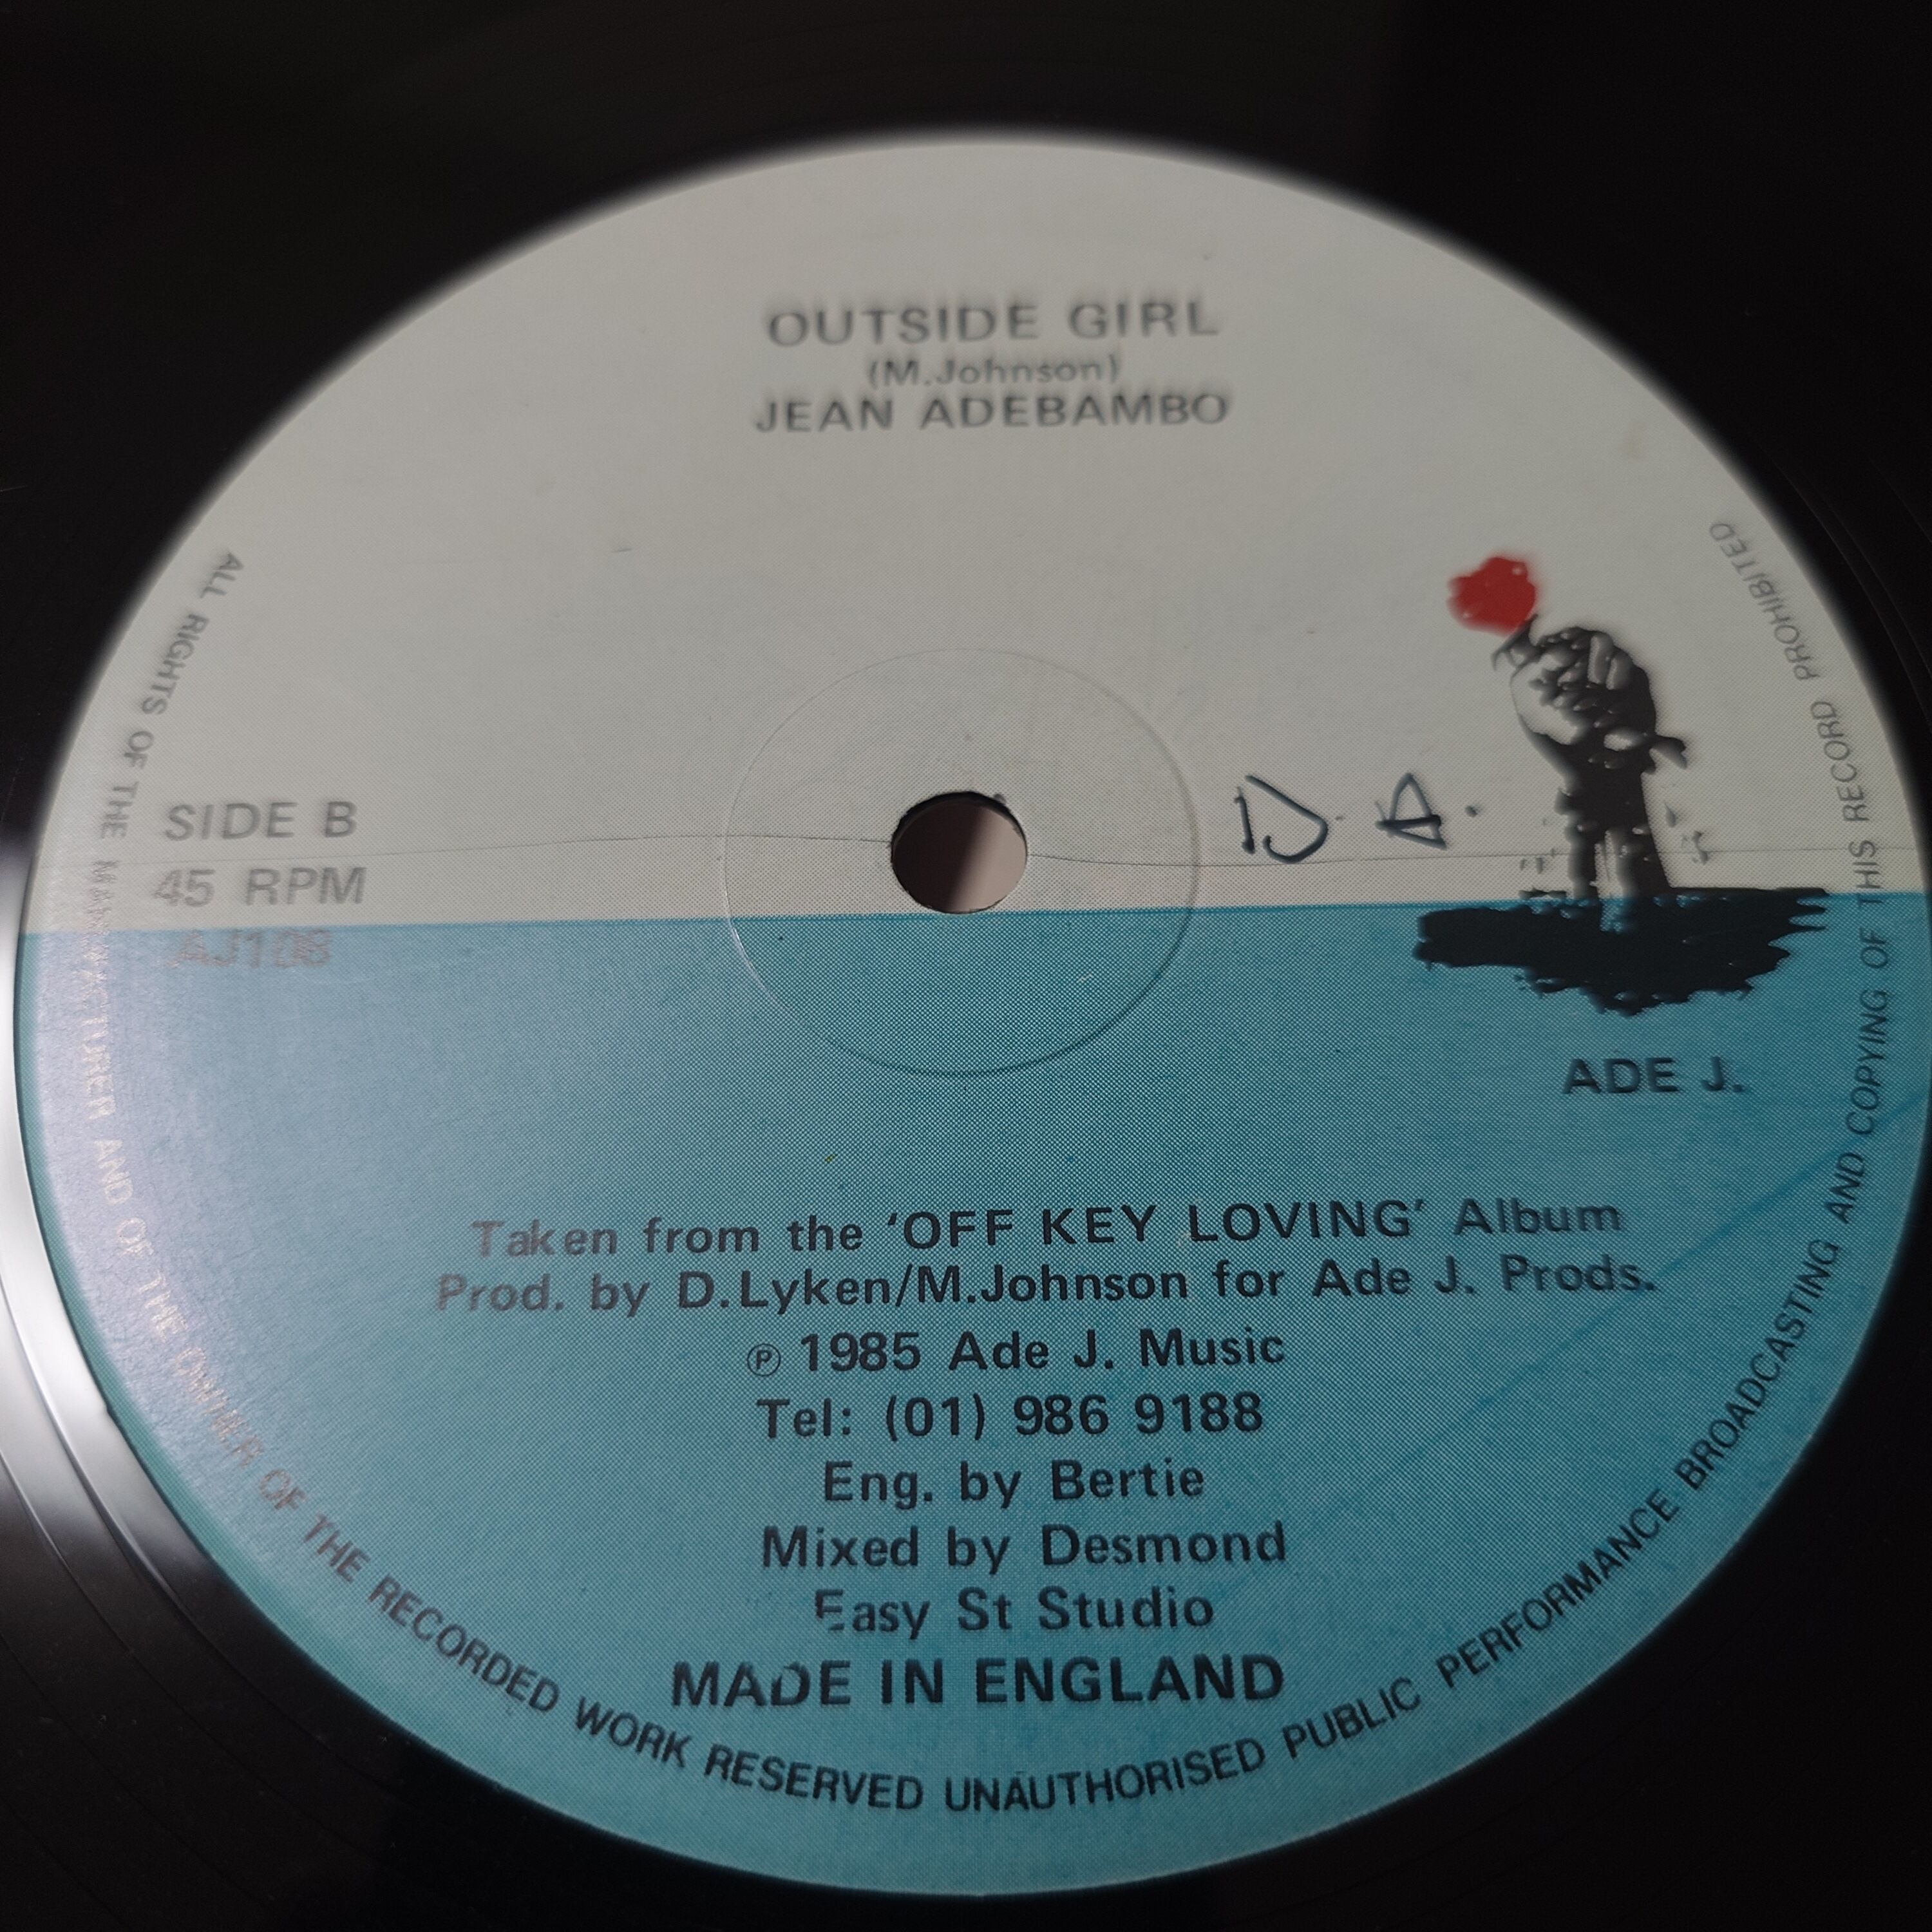 OUTSIDE GIRL
(M.Johnson)
JEAN ADEBAMBO
SIDE B
45 RPM
AJ108
D. A.
ADE J.
Taken from the 'OFF KEY LOVING' Album
Prod. by D.Lyken/M.Johnson for Ade J. Prods.
℗ 1985 Ade J. Music
Tel: (01) 986 9188
Eng. by Bertie
Mixed by Desmond
Easy St Studio
MADE IN ENGLAND
ALL RIGHTS OF THE MANUFACTURER AND OF THE OWNER OF THE RECORDED WORK RESERVED UNAUTHORISED PUBLIC PERFORMANCE BROADCASTING AND COPYING OF THIS RECORD PROHIBITED